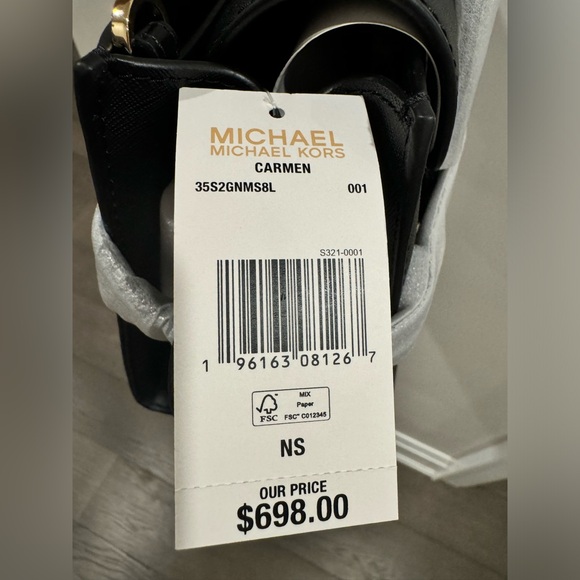 MICHAEL
MICHAEL KORS
CARMEN
35S2GNMS8L 001
S321-0001
1 96163 08126 7
MIX
Paper
FSC™ C012345
FSC
NS
OUR PRICE
$698.00